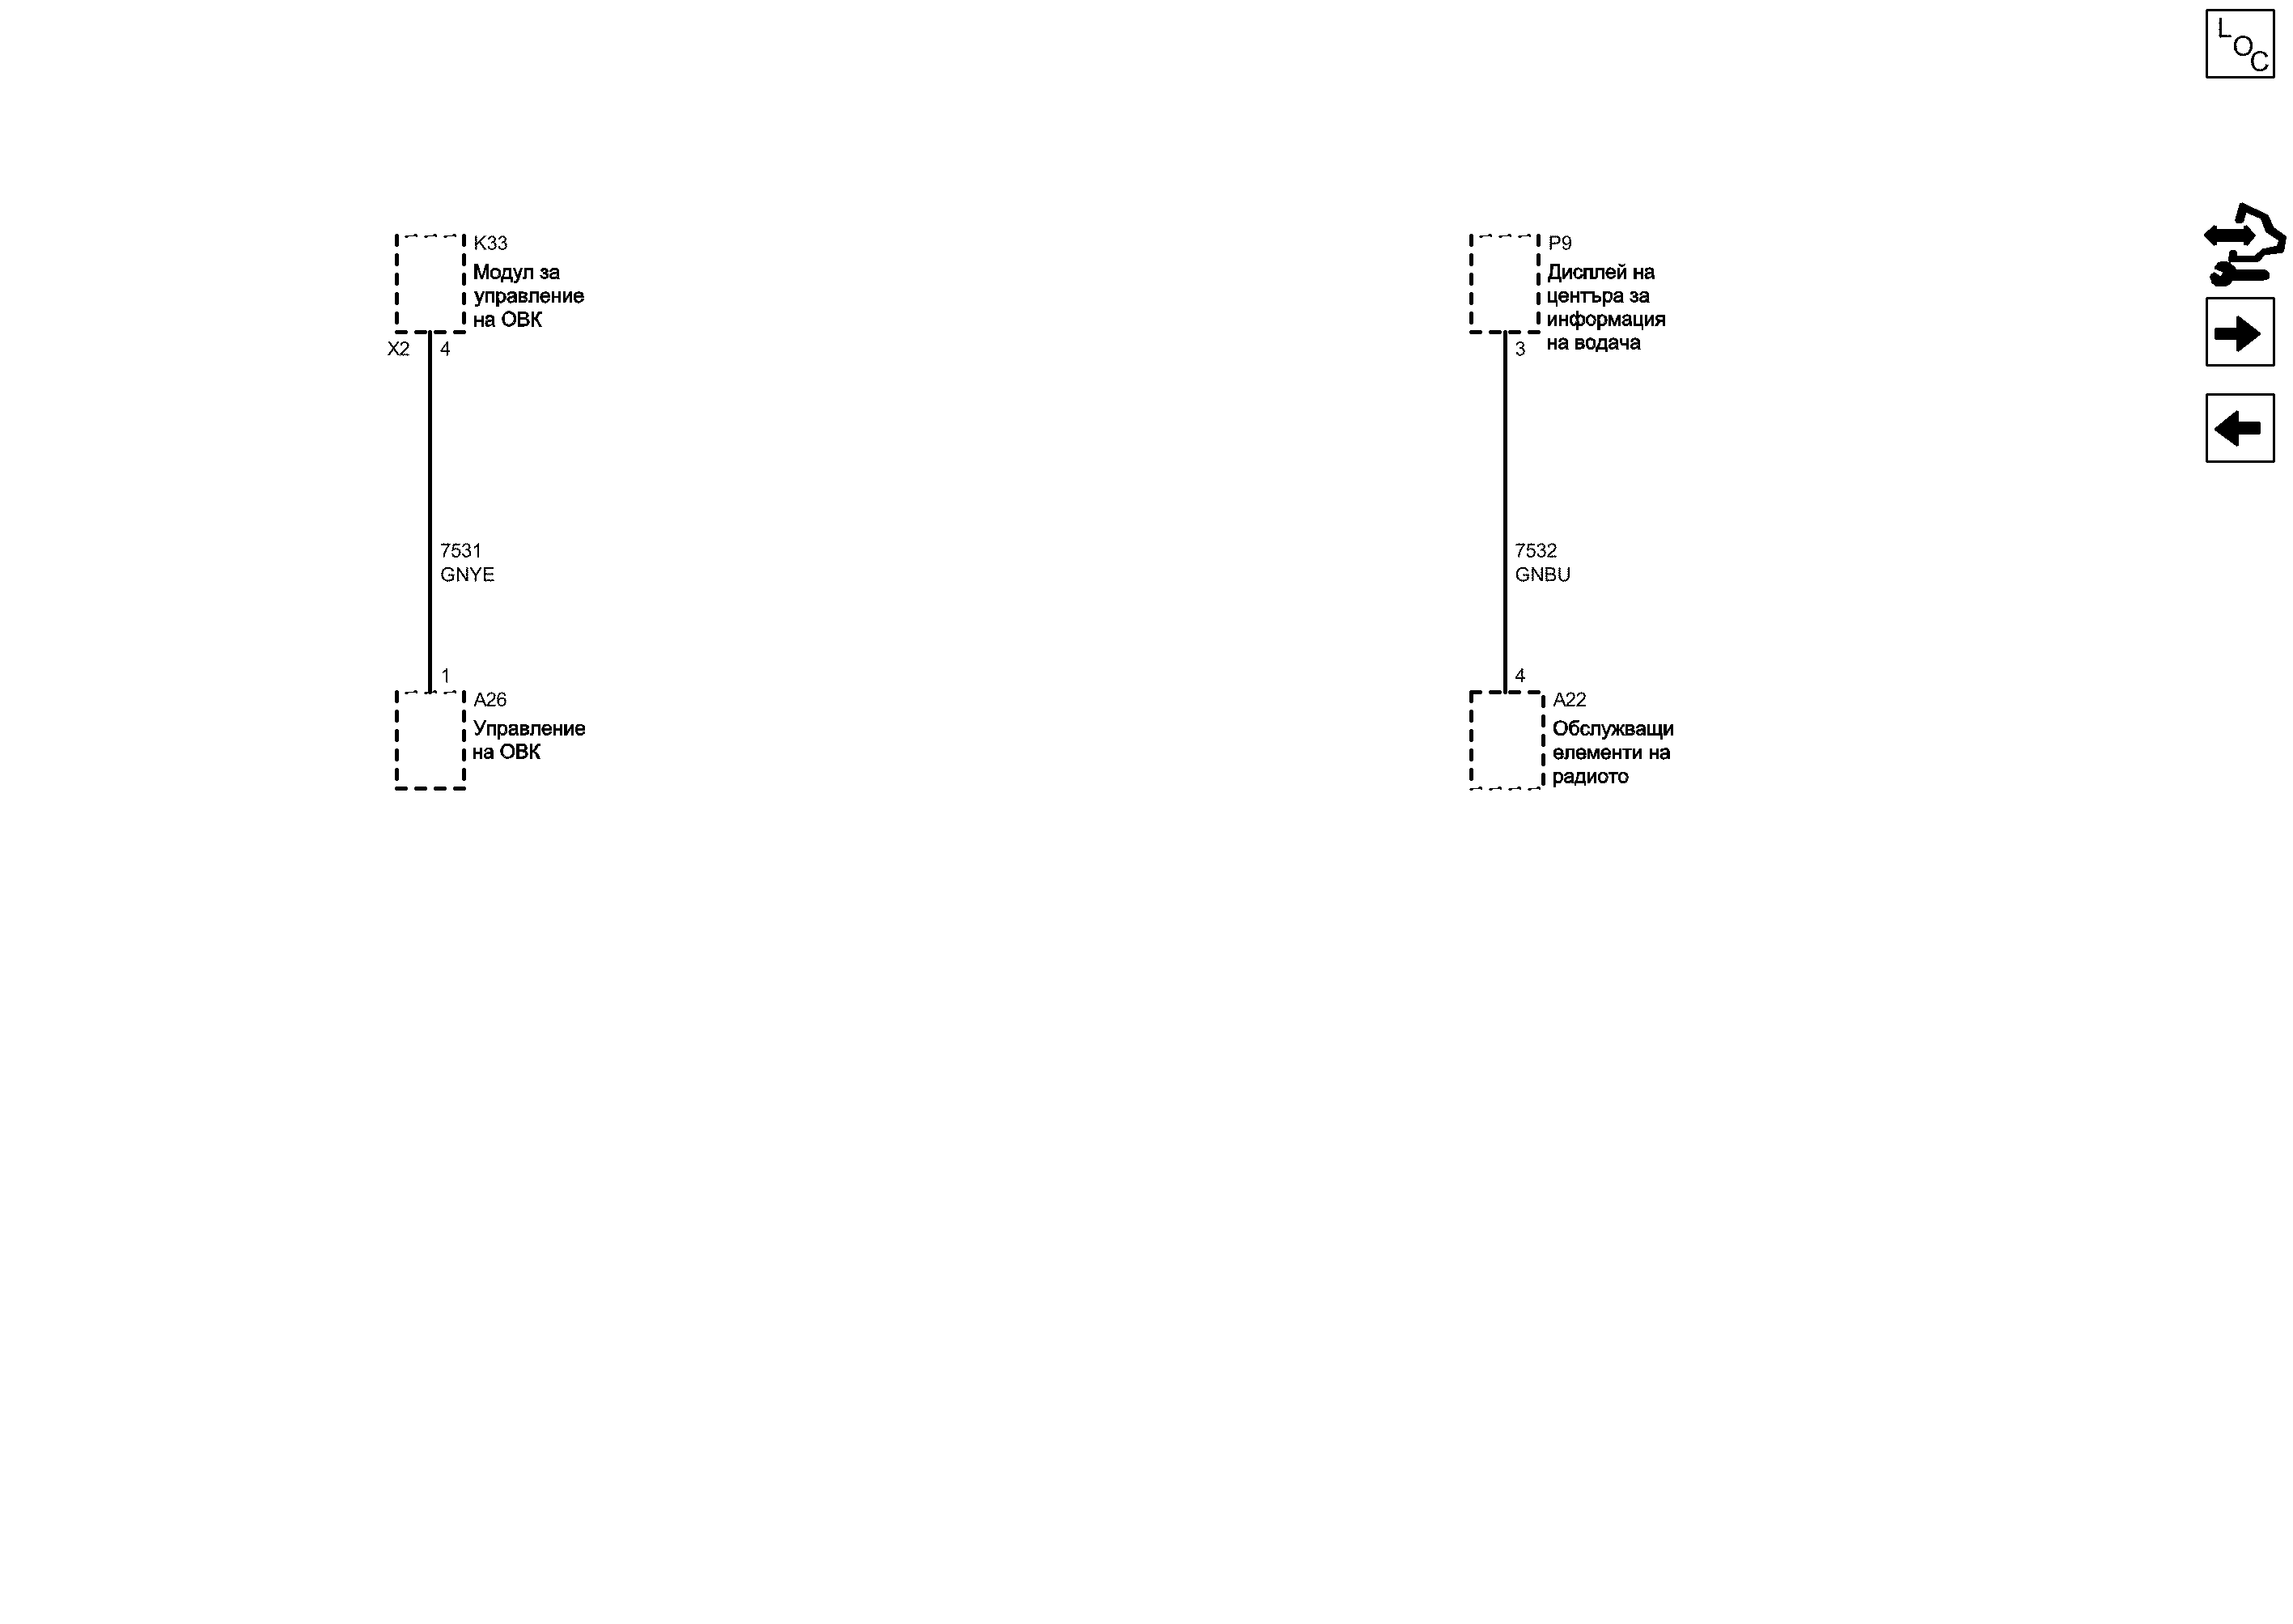 LOC
K33
Модул за
управление
на ОВК
X2 4
7531
GNYE
1
A26
Управление
на ОВК
P9
Дисплей на
центъра за
информация
на водача
3
7532
GNBU
4
A22
Обслужващи
елементи на
радиото